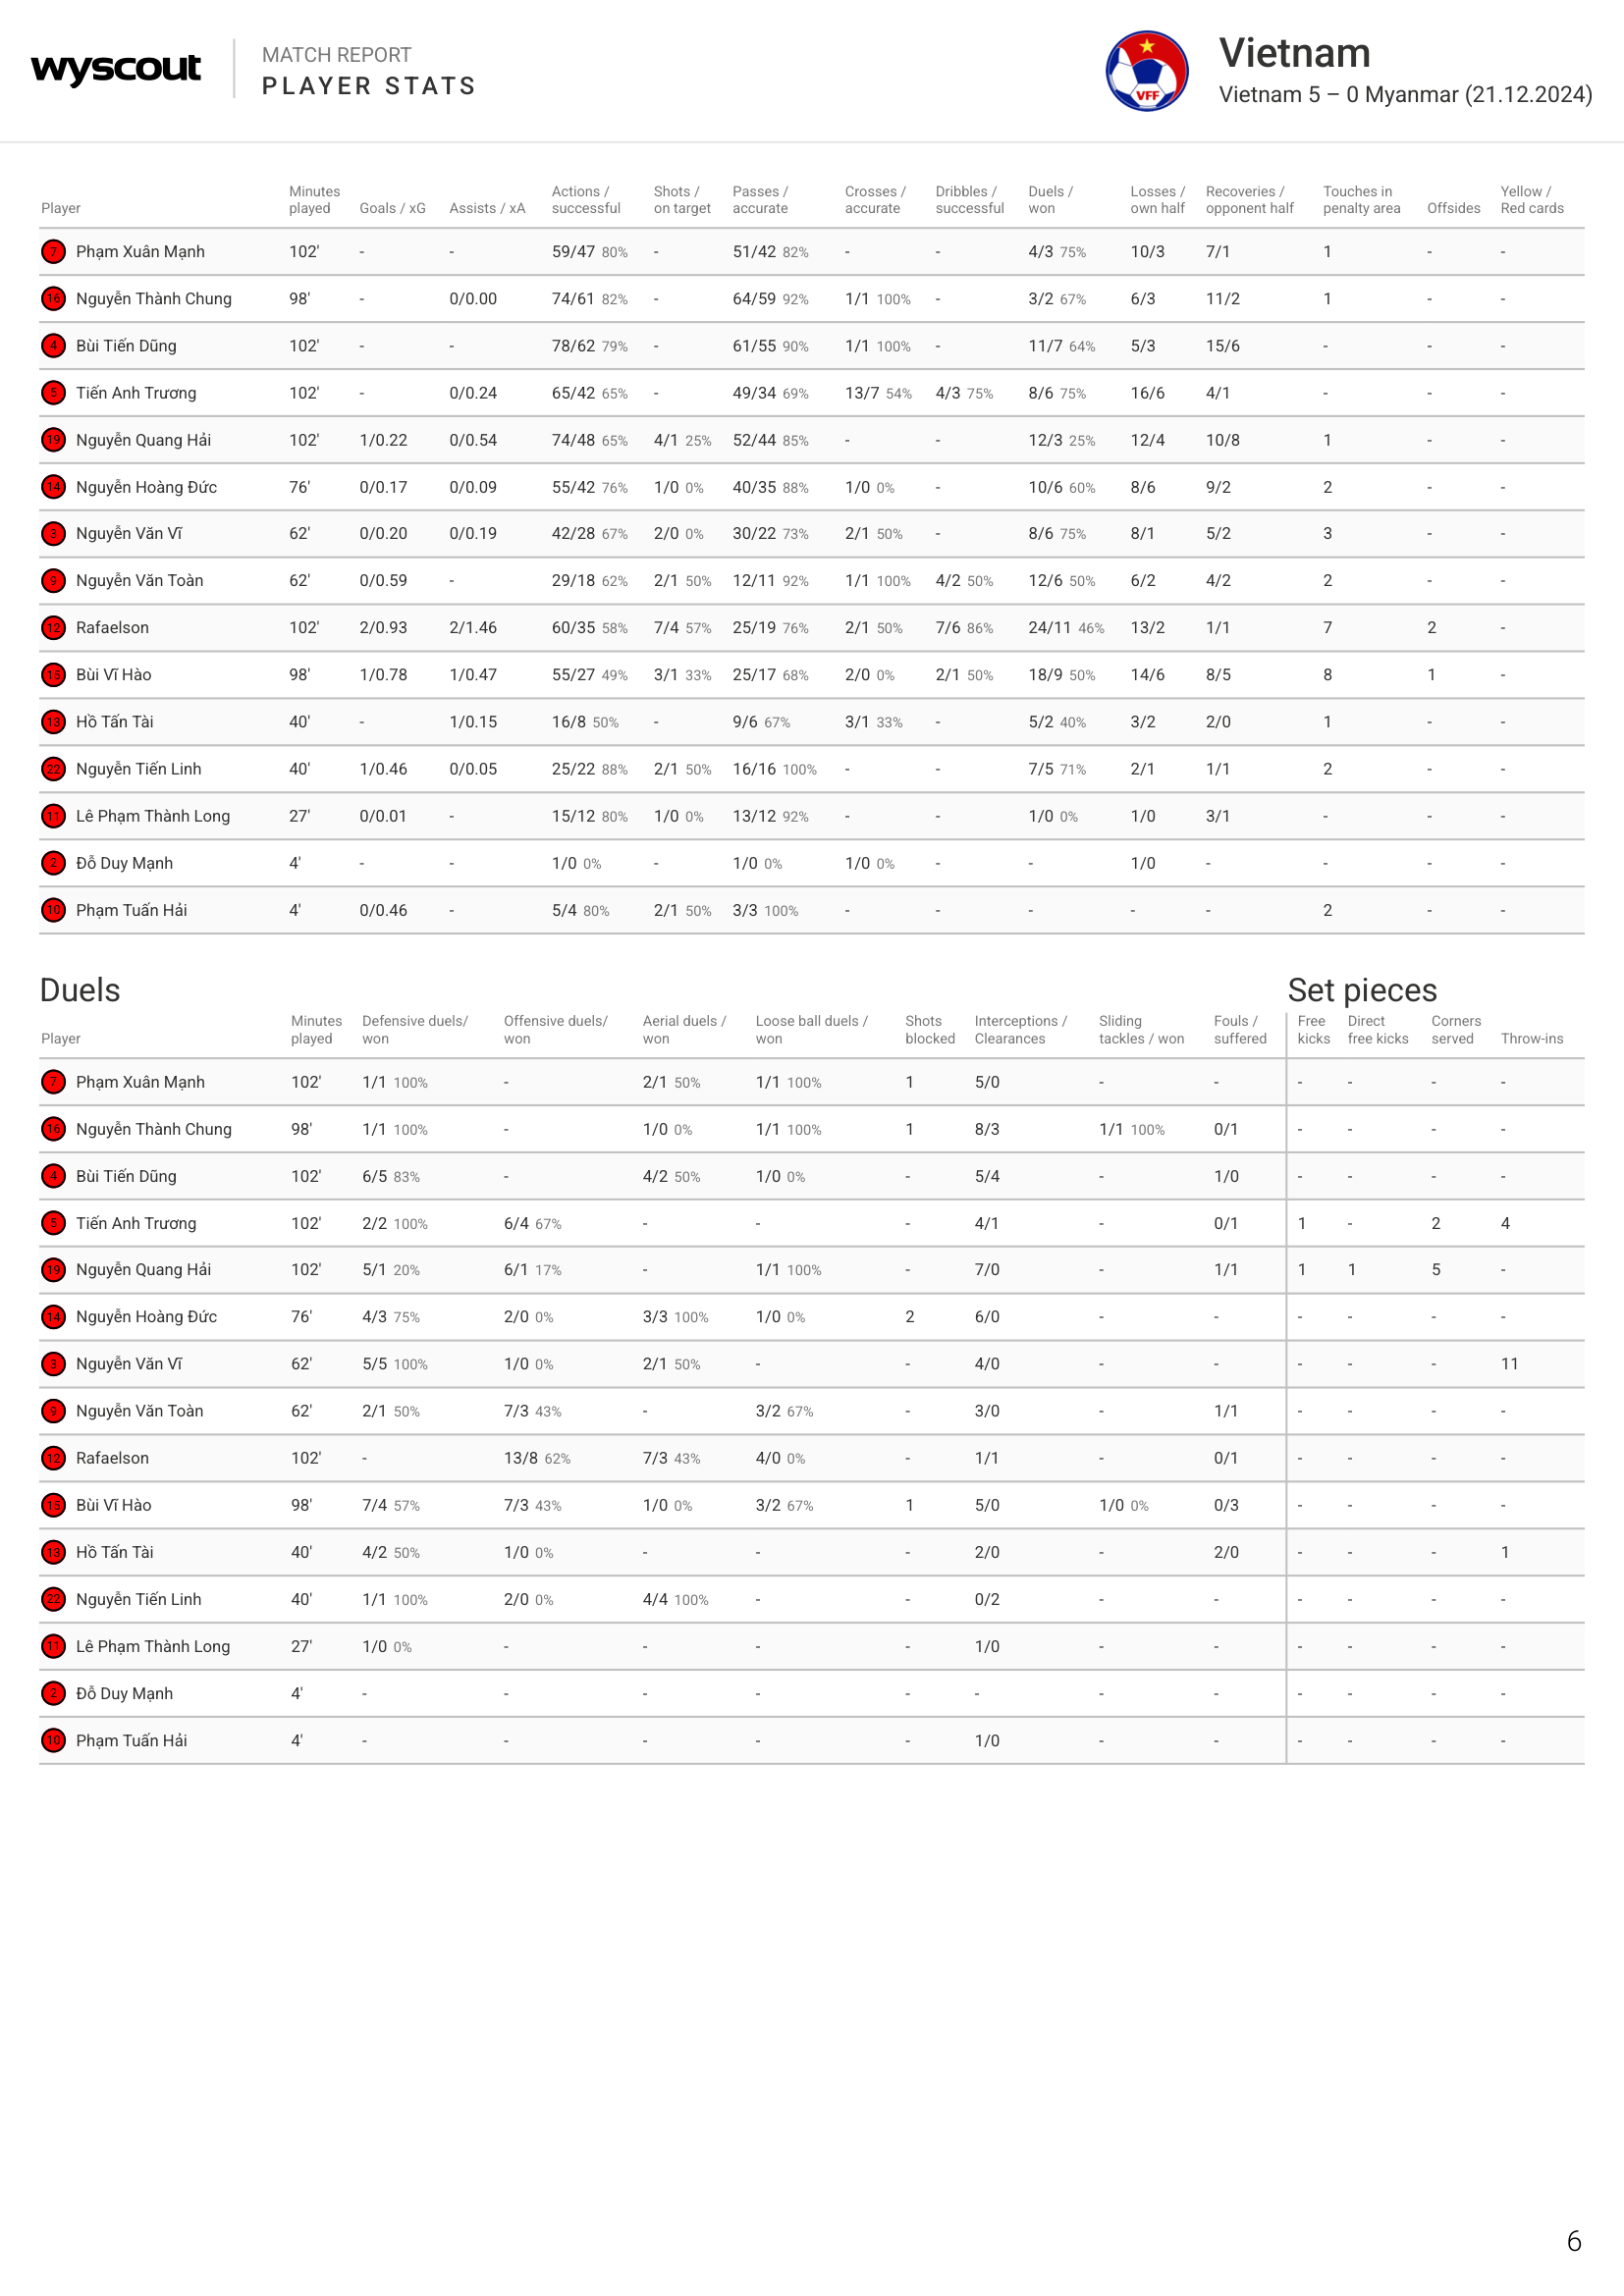 wyscout
MATCH REPORT
PLAYER STATS
VFF
Vietnam
Vietnam 5 – 0 Myanmar (21.12.2024)
Player Minutes played Goals / xG Assists / xA Actions / successful Shots / on target Passes / accurate Crosses / accurate Dribbles / successful Duels / won Losses / own half Recoveries / opponent half Touches in penalty area Offsides Yellow / Red cards
7 Phạm Xuân Mạnh 102' - - 59/47 80% - 51/42 82% - - 4/3 75% 10/3 7/1 1 - -
16 Nguyễn Thành Chung 98' - 0/0.00 74/61 82% - 64/59 92% 1/1 100% - 3/2 67% 6/3 11/2 1 - -
4 Bùi Tiến Dũng 102' - - 78/62 79% - 61/55 90% 1/1 100% - 11/7 64% 5/3 15/6 - - -
5 Tiến Anh Trương 102' - 0/0.24 65/42 65% - 49/34 69% 13/7 54% 4/3 75% 8/6 75% 16/6 4/1 - - -
19 Nguyễn Quang Hải 102' 1/0.22 0/0.54 74/48 65% 4/1 25% 52/44 85% - - 12/3 25% 12/4 10/8 1 - -
14 Nguyễn Hoàng Đức 76' 0/0.17 0/0.09 55/42 76% 1/0 0% 40/35 88% 1/0 0% - 10/6 60% 8/6 9/2 2 - -
3 Nguyễn Văn Vĩ 62' 0/0.20 0/0.19 42/28 67% 2/0 0% 30/22 73% 2/1 50% - 8/6 75% 8/1 5/2 3 - -
9 Nguyễn Văn Toàn 62' 0/0.59 - 29/18 62% 2/1 50% 12/11 92% 1/1 100% 4/2 50% 12/6 50% 6/2 4/2 2 - -
12 Rafaelson 102' 2/0.93 2/1.46 60/35 58% 7/4 57% 25/19 76% 2/1 50% 7/6 86% 24/11 46% 13/2 1/1 7 2 -
15 Bùi Vĩ Hào 98' 1/0.78 1/0.47 55/27 49% 3/1 33% 25/17 68% 2/0 0% 2/1 50% 18/9 50% 14/6 8/5 8 1 -
13 Hồ Tấn Tài 40' - 1/0.15 16/8 50% - 9/6 67% 3/1 33% - 5/2 40% 3/2 2/0 1 - -
22 Nguyễn Tiến Linh 40' 1/0.46 0/0.05 25/22 88% 2/1 50% 16/16 100% - - 7/5 71% 2/1 1/1 2 - -
11 Lê Phạm Thành Long 27' 0/0.01 - 15/12 80% 1/0 0% 13/12 92% - - 1/0 0% 1/0 3/1 - - -
2 Đỗ Duy Mạnh 4' - - 1/0 0% - 1/0 0% 1/0 0% - - 1/0 - - - -
10 Phạm Tuấn Hải 4' 0/0.46 - 5/4 80% 2/1 50% 3/3 100% - - - - - 2 - -
Duels Set pieces
Player Minutes played Defensive duels/ won Offensive duels/ won Aerial duels / won Loose ball duels / won Shots blocked Interceptions / Clearances Sliding tackles / won Fouls / suffered Free kicks Direct free kicks Corners served Throw-ins
7 Phạm Xuân Mạnh 102' 1/1 100% - 2/1 50% 1/1 100% 1 5/0 - - - - - -
16 Nguyễn Thành Chung 98' 1/1 100% - 1/0 0% 1/1 100% 1 8/3 1/1 100% 0/1 - - - -
4 Bùi Tiến Dũng 102' 6/5 83% - 4/2 50% 1/0 0% - 5/4 - 1/0 - - - -
5 Tiến Anh Trương 102' 2/2 100% 6/4 67% - - - 4/1 - 0/1 1 - 2 4
19 Nguyễn Quang Hải 102' 5/1 20% 6/1 17% - 1/1 100% - 7/0 - 1/1 1 1 5 -
14 Nguyễn Hoàng Đức 76' 4/3 75% 2/0 0% 3/3 100% 1/0 0% 2 6/0 - - - - - -
3 Nguyễn Văn Vĩ 62' 5/5 100% 1/0 0% 2/1 50% - - 4/0 - - - - - 11
9 Nguyễn Văn Toàn 62' 2/1 50% 7/3 43% - 3/2 67% - 3/0 - 1/1 - - - -
12 Rafaelson 102' - 13/8 62% 7/3 43% 4/0 0% - 1/1 - 0/1 - - - -
15 Bùi Vĩ Hào 98' 7/4 57% 7/3 43% 1/0 0% 3/2 67% 1 5/0 1/0 0% 0/3 - - - -
13 Hồ Tấn Tài 40' 4/2 50% 1/0 0% - - - 2/0 - 2/0 - - - 1
22 Nguyễn Tiến Linh 40' 1/1 100% 2/0 0% 4/4 100% - - 0/2 - - - - - -
11 Lê Phạm Thành Long 27' 1/0 0% - - - - 1/0 - - - - - -
2 Đỗ Duy Mạnh 4' - - - - - - - - - - - -
10 Phạm Tuấn Hải 4' - - - - - 1/0 - - - - - -
6